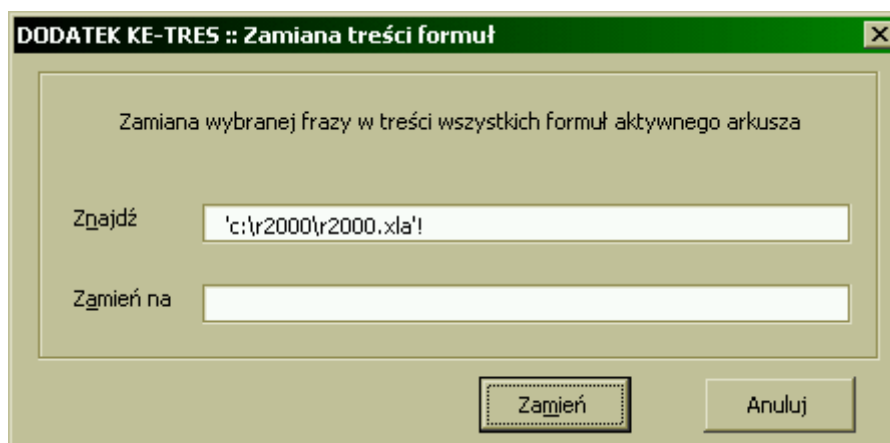 DODATEK KE-TRES :: Zamiana treści formuł
Zamiana wybranej frazy w treści wszystkich formuł aktywnego arkusza
Znajdź
'c:\r2000\r2000.xla'!
Zamień na
Zamień
Anuluj